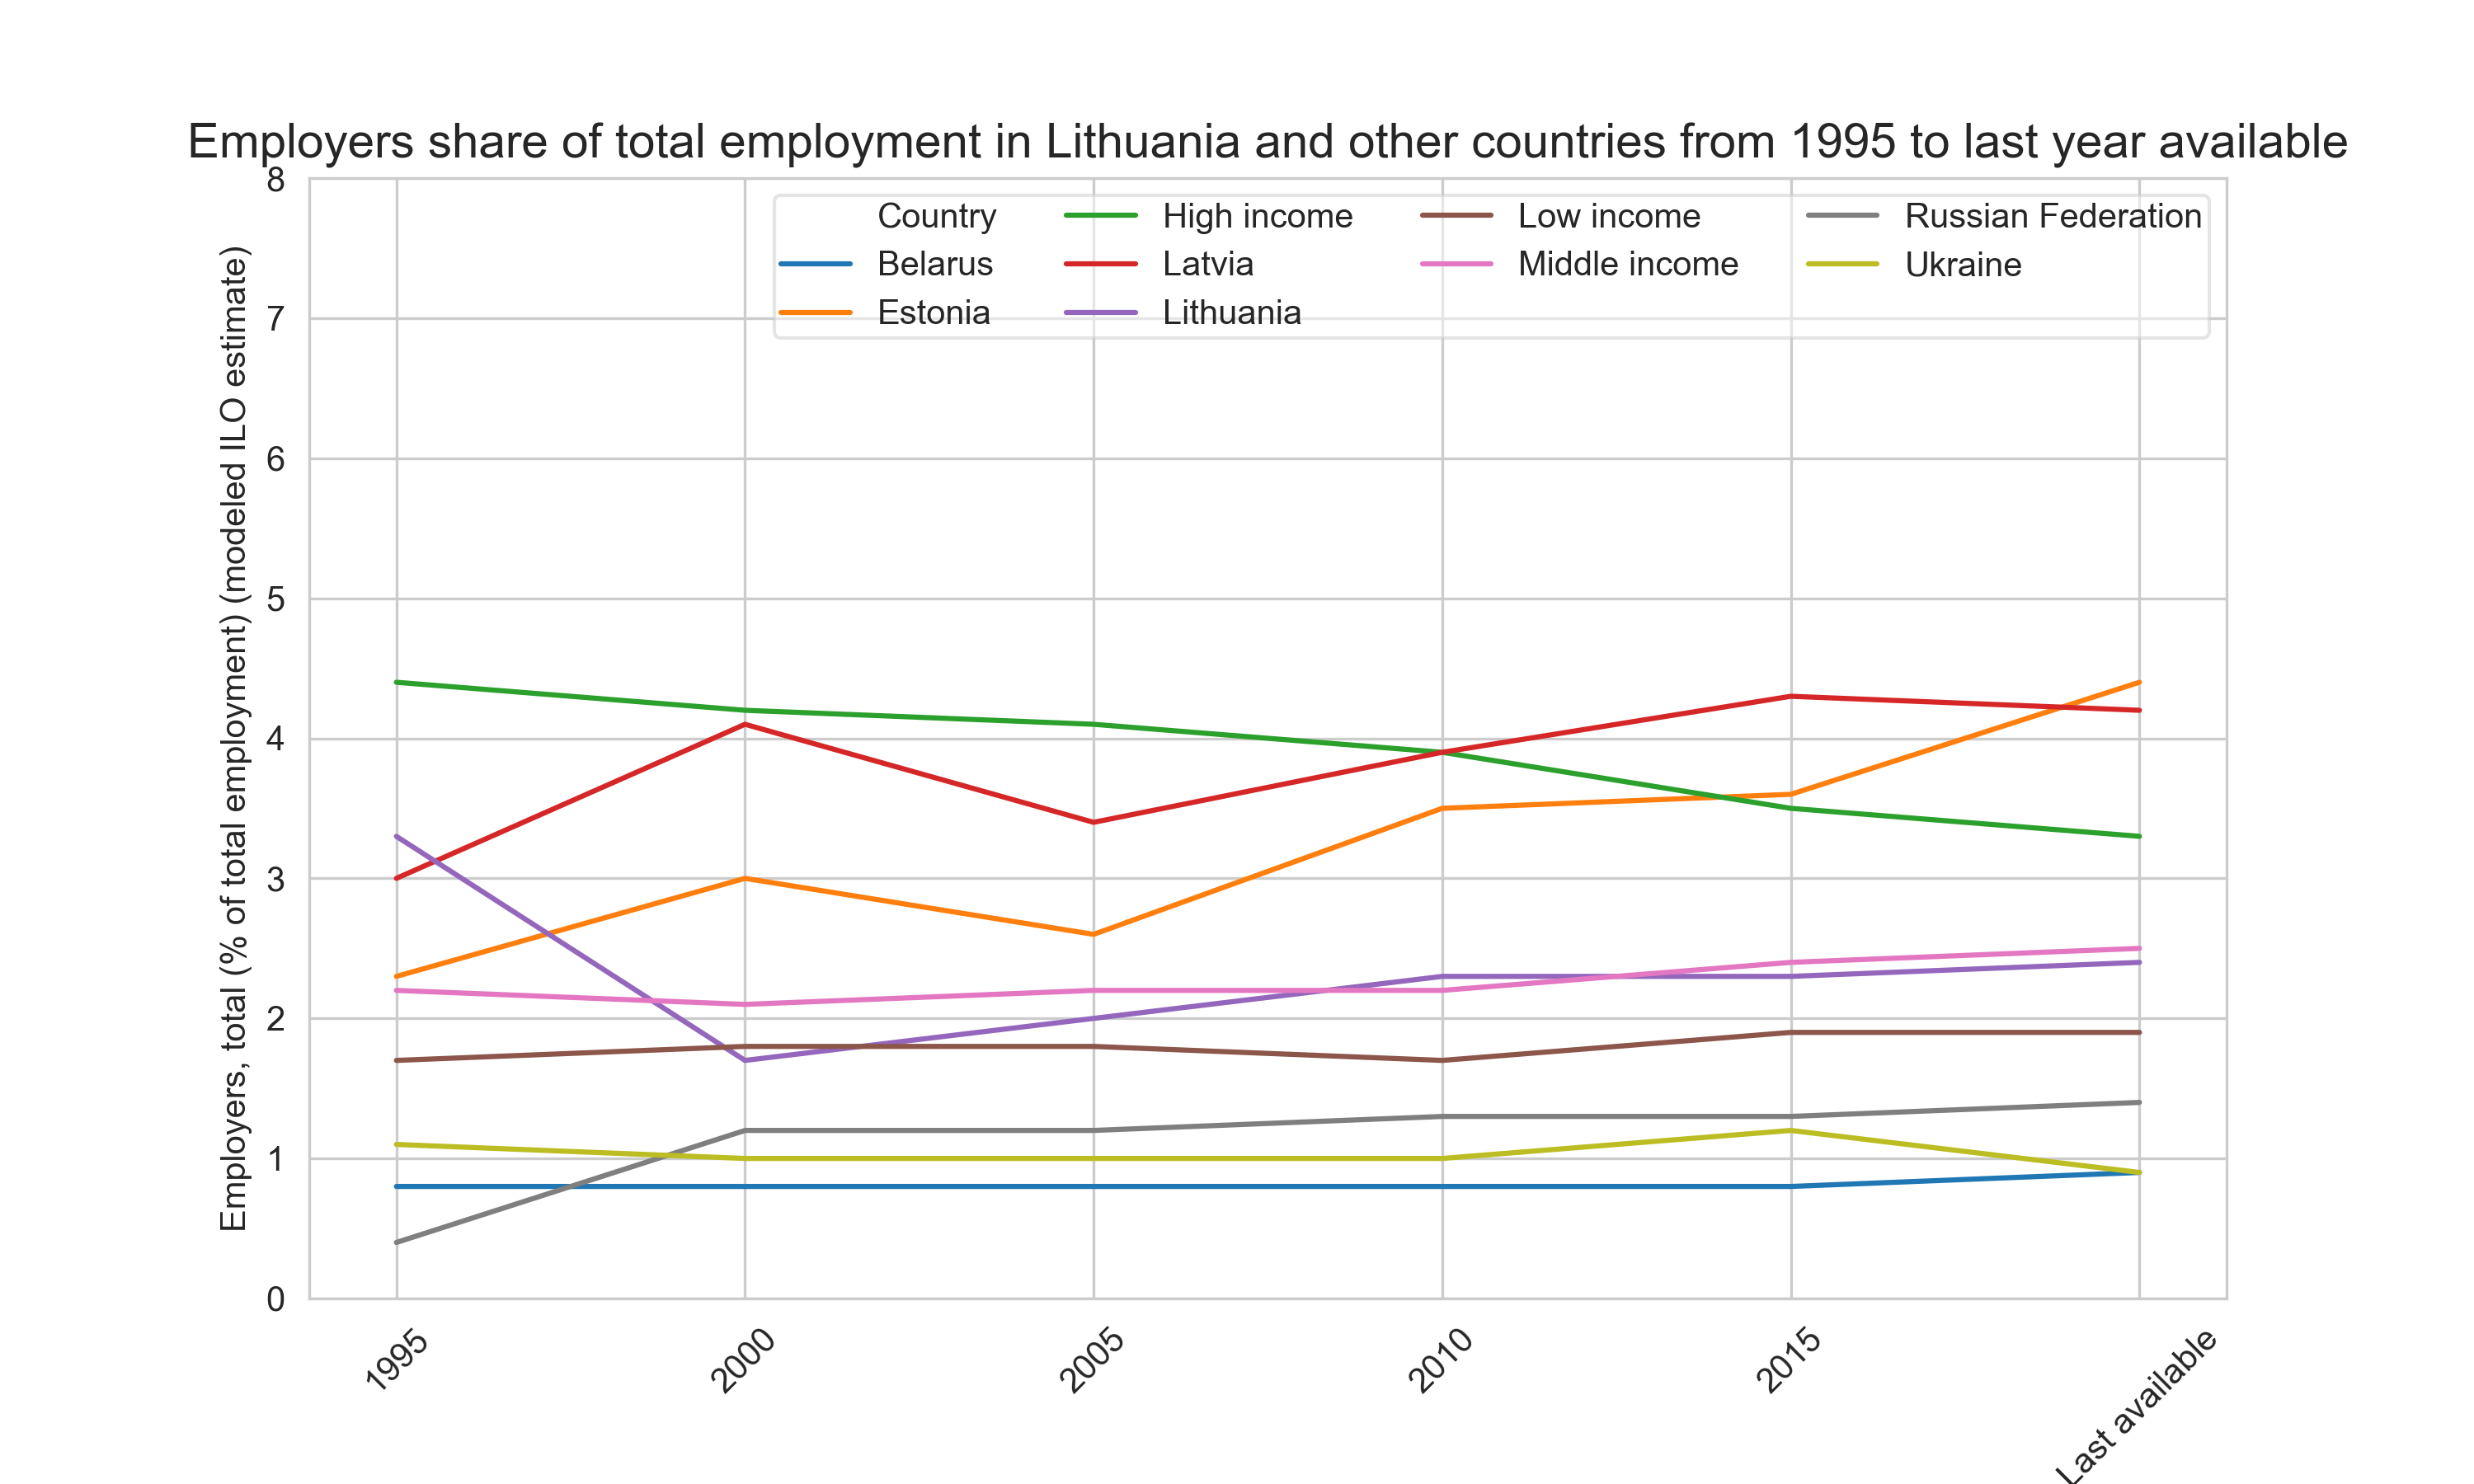 Employers share of total employment in Lithuania and other countries from 1995 to last year available
Employers, total (% of total employment) (modeled ILO estimate)
8
7
6
5
4
3
2
1
0
Country
Belarus
Estonia
High income
Latvia
Lithuania
Low income
Middle income
Russian Federation
Ukraine
1995
2000
2005
2010
2015
Last available